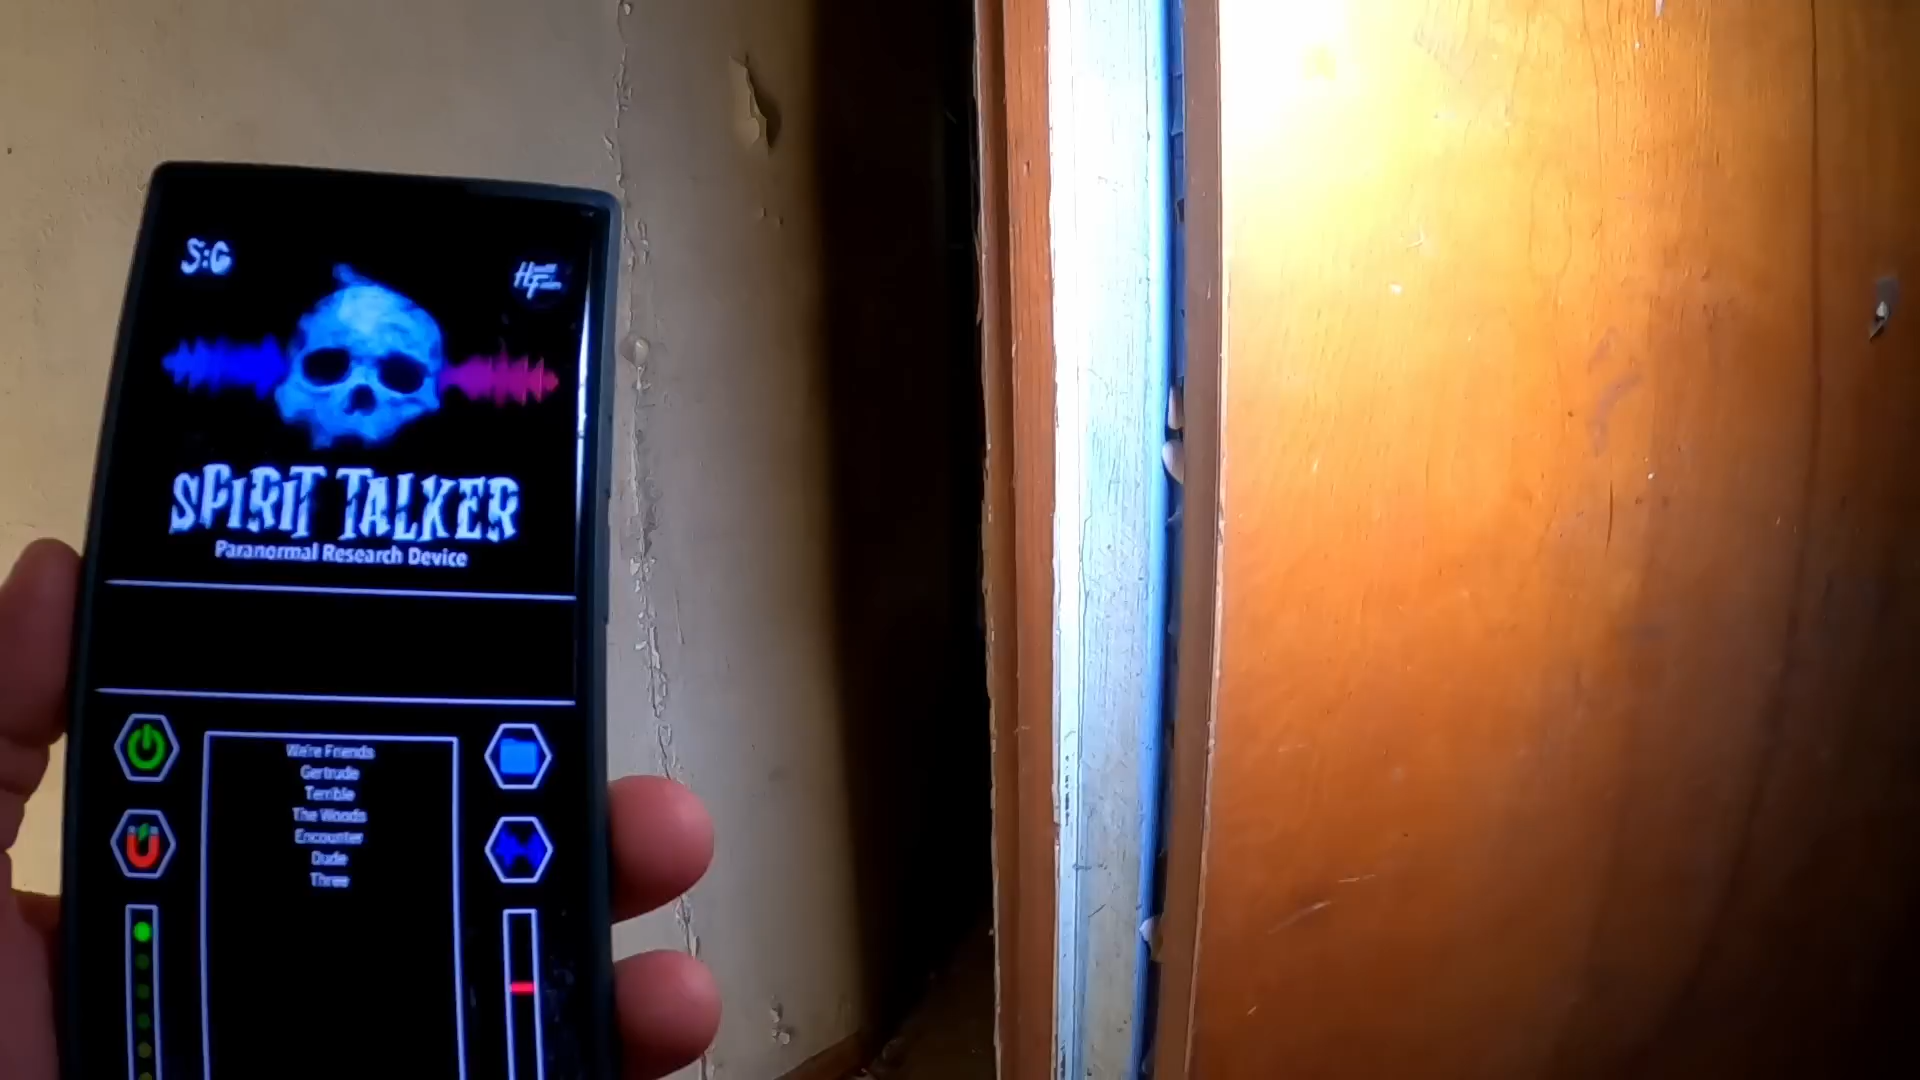 S:G
SPIRIT TALKER
Paranormal Research Device
We're Friends
Gertrude
Terrible
The Woods
Encounter
Dude
Three